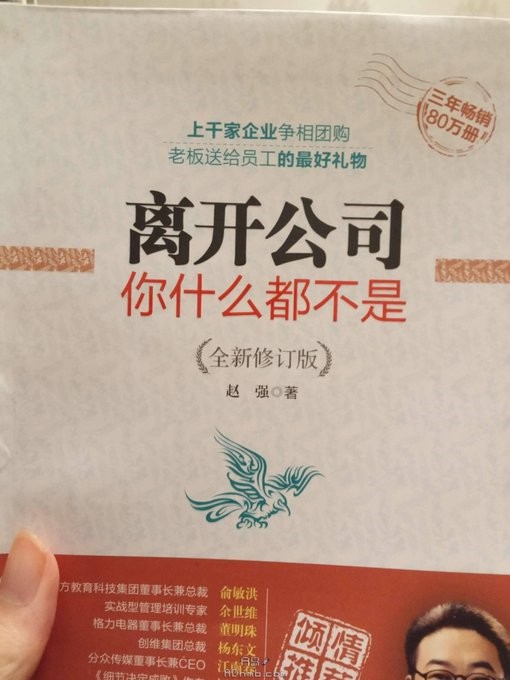 三年畅销
80万册
上千家企业争相团购
老板送给员工的最好礼物
离开公司
你什么都不是
全新修订版
赵 强◎著
方教育科技集团董事长兼总裁 俞敏洪
实战型管理培训专家 余世维
格力电器董事长兼总裁 董明珠
创维集团总裁 杨东文
分众传媒董事长兼CEO 江南春
倾情
推荐